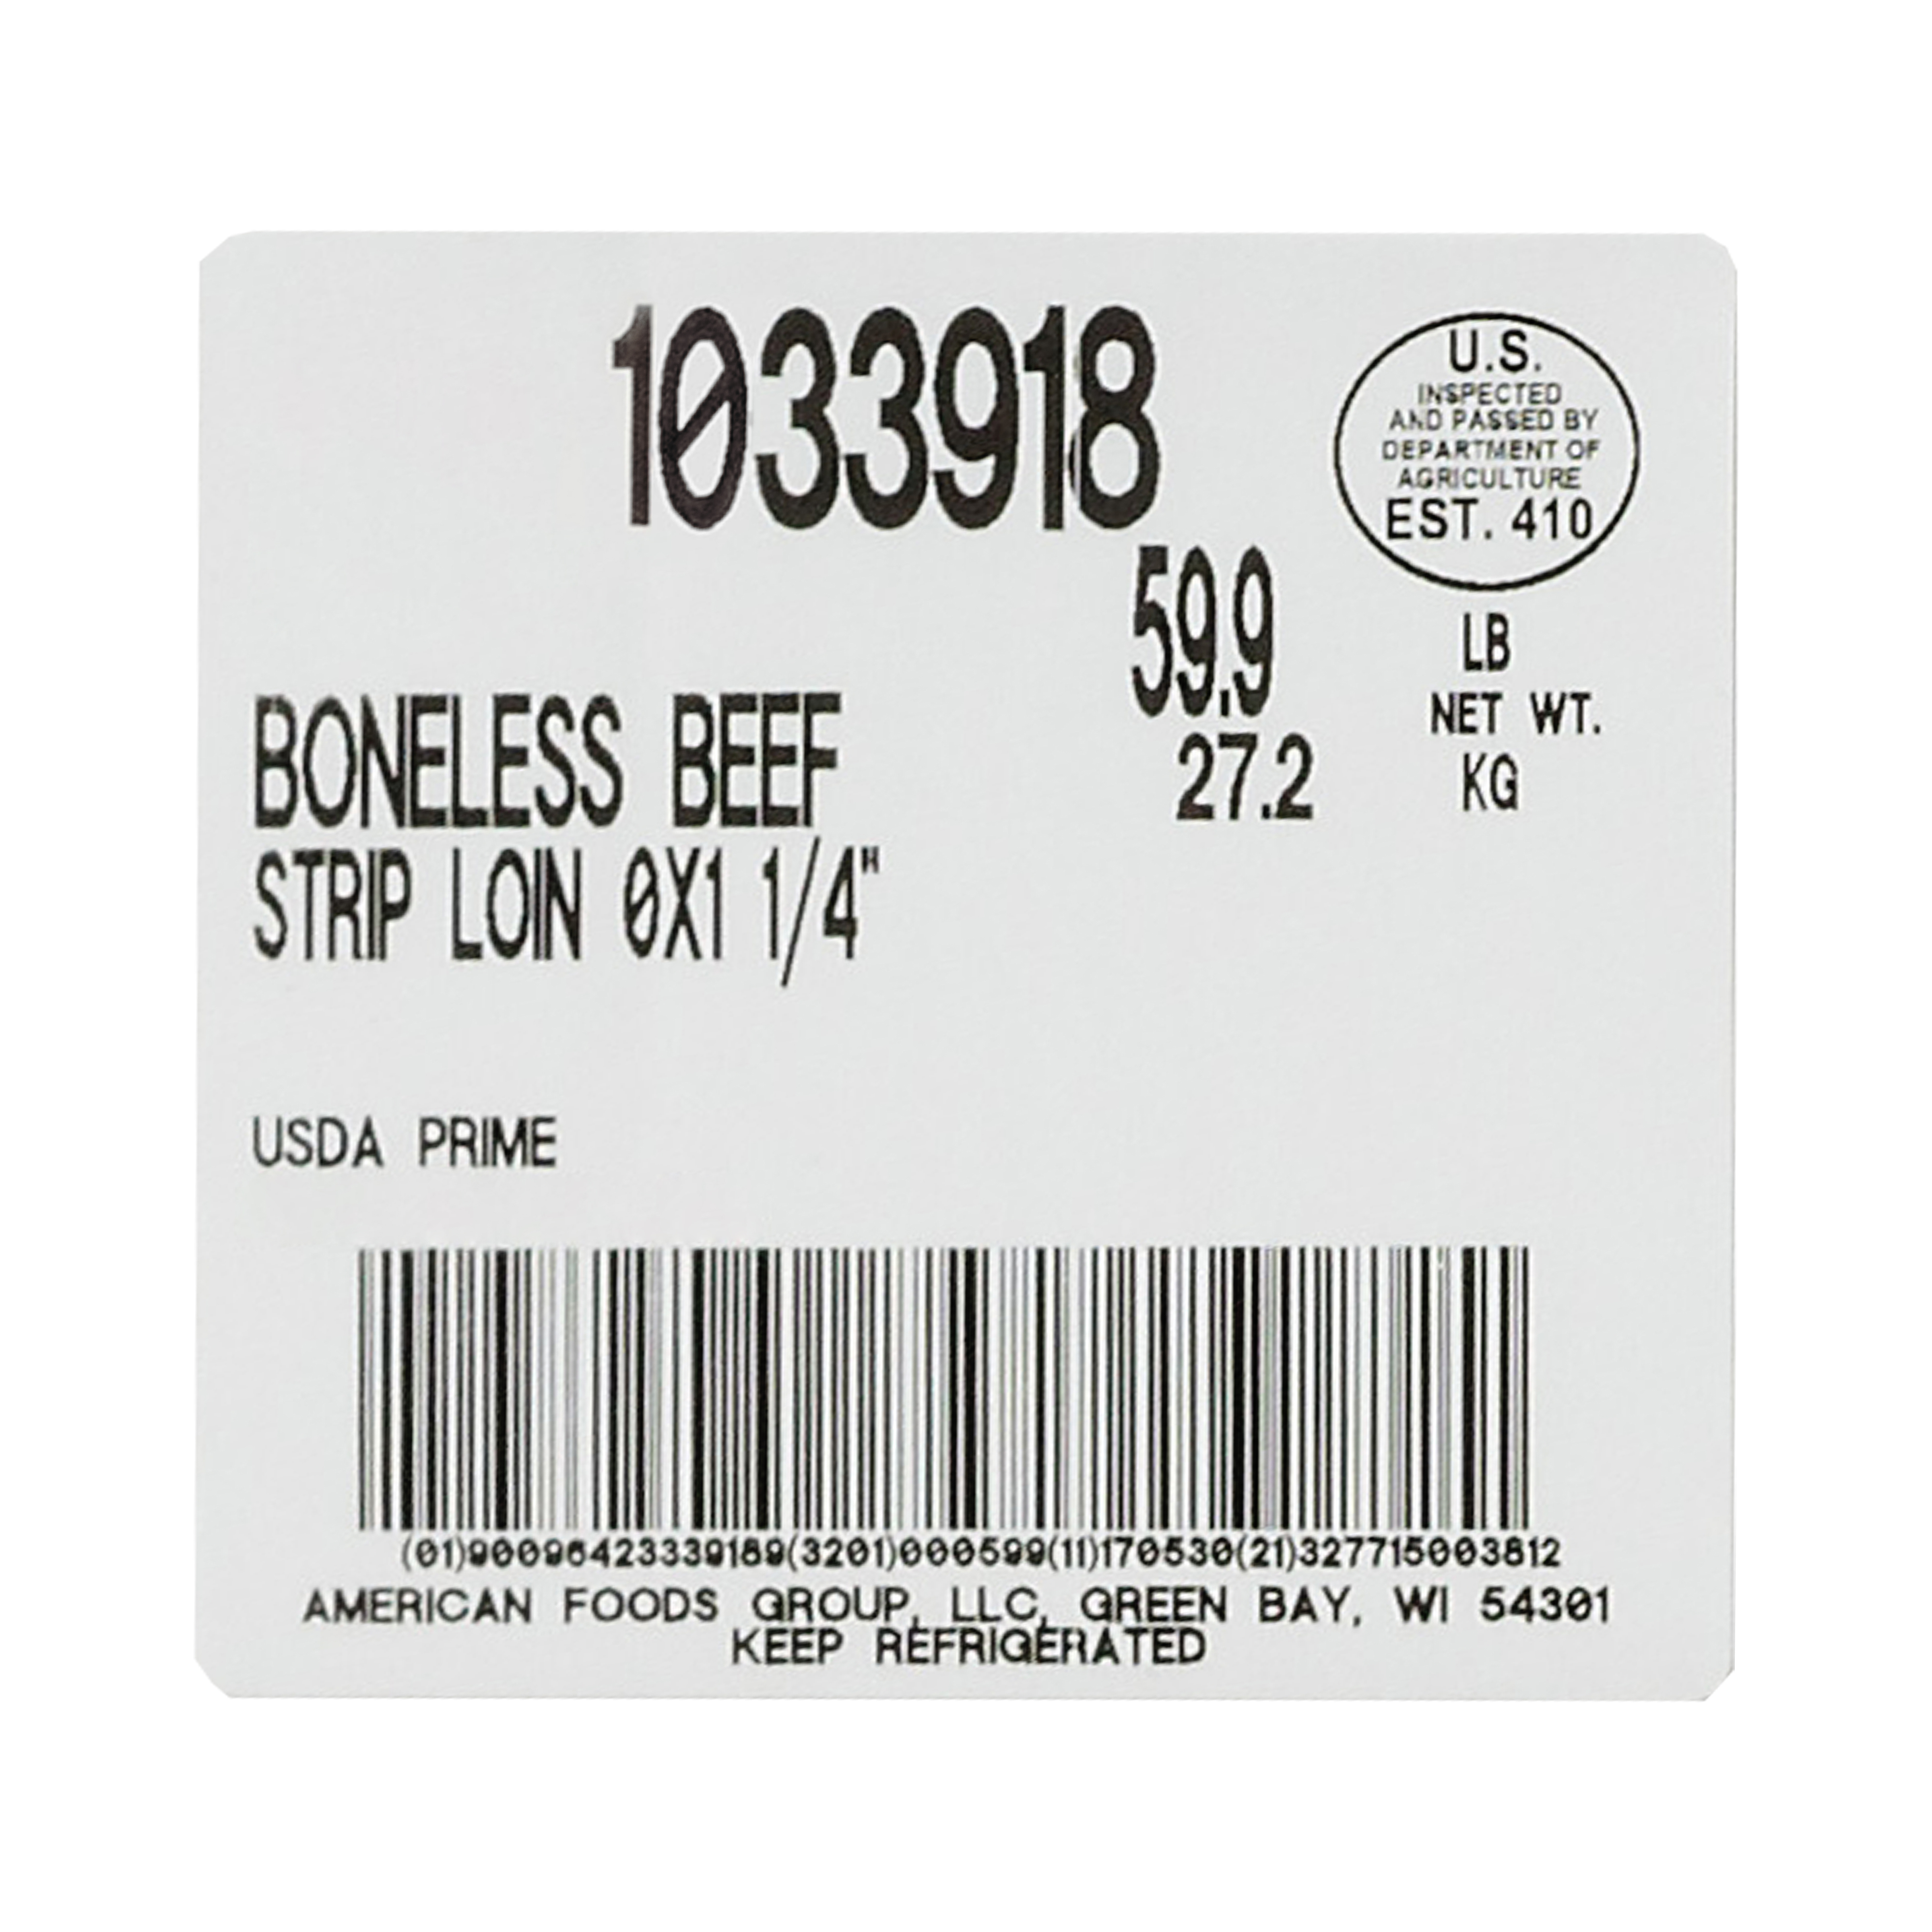 1033918
U.S.
INSPECTED
AND PASSED BY
DEPARTMENT OF
AGRICULTURE
EST. 410
59.9 LB
NET WT.
27.2 KG
BONELESS BEEF
STRIP LOIN 0X1 1/4"
USDA PRIME
(01)90096423339189(3201)000599(11)170530(21)327715003812
AMERICAN FOODS GROUP, LLC, GREEN BAY, WI 54301
KEEP REFRIGERATED